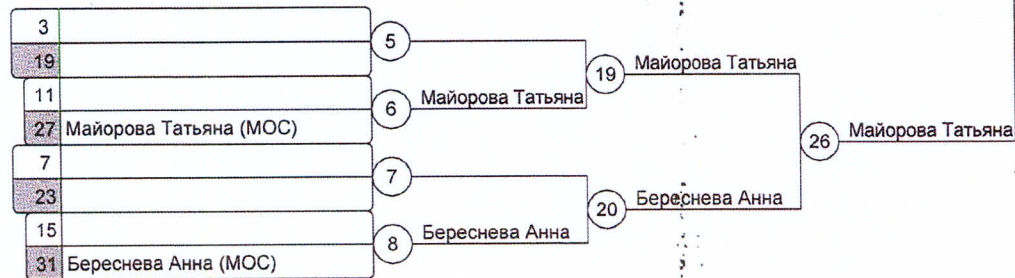 3
5
19
19 Майорова Татьяна
11
6 Майорова Татьяна
27 Майорова Татьяна (МОС)
26 Майорова Татьяна
7
7
23
20 Береснева Анна
15
8 Береснева Анна
31 Береснева Анна (МОС)